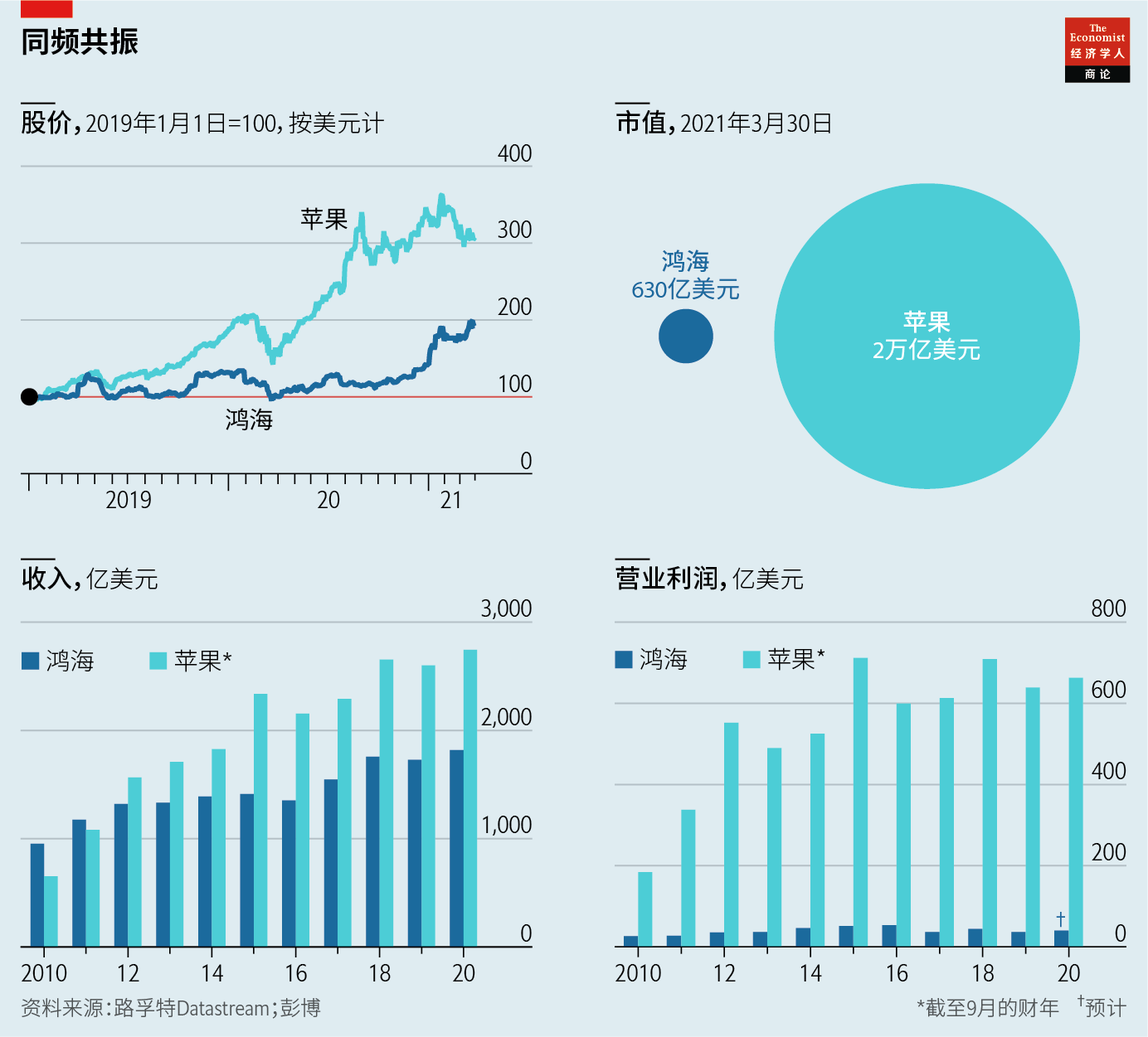 同频共振
The
Economist
经济学人
商论
股价，2019年1月1日=100，按美元计
400
300
200
100
0
苹果
鸿海
2019
20
21
市值，2021年3月30日
鸿海
630亿美元
苹果
2万亿美元
收入，亿美元
3,000
2,000
1,000
0
鸿海
苹果*
2010
12
14
16
18
20
营业利润，亿美元
800
600
400
200
0
鸿海
苹果*
†
2010
12
14
16
18
20
资料来源：路孚特Datastream；彭博
*截至9月的财年 †预计